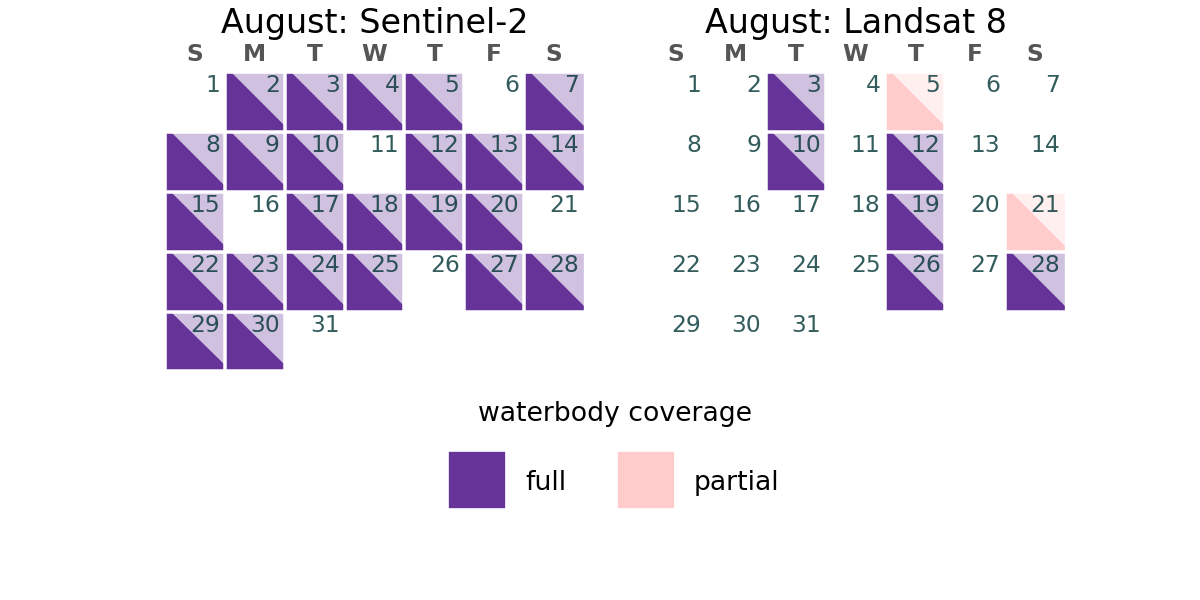 August: Sentinel-2
S M T W T F S
1 2 3 4 5 6 7
8 9 10 11 12 13 14
15 16 17 18 19 20 21
22 23 24 25 26 27 28
29 30 31
August: Landsat 8
S M T W T F S
1 2 3 4 5 6 7
8 9 10 11 12 13 14
15 16 17 18 19 20 21
22 23 24 25 26 27 28
29 30 31
waterbody coverage
full
partial